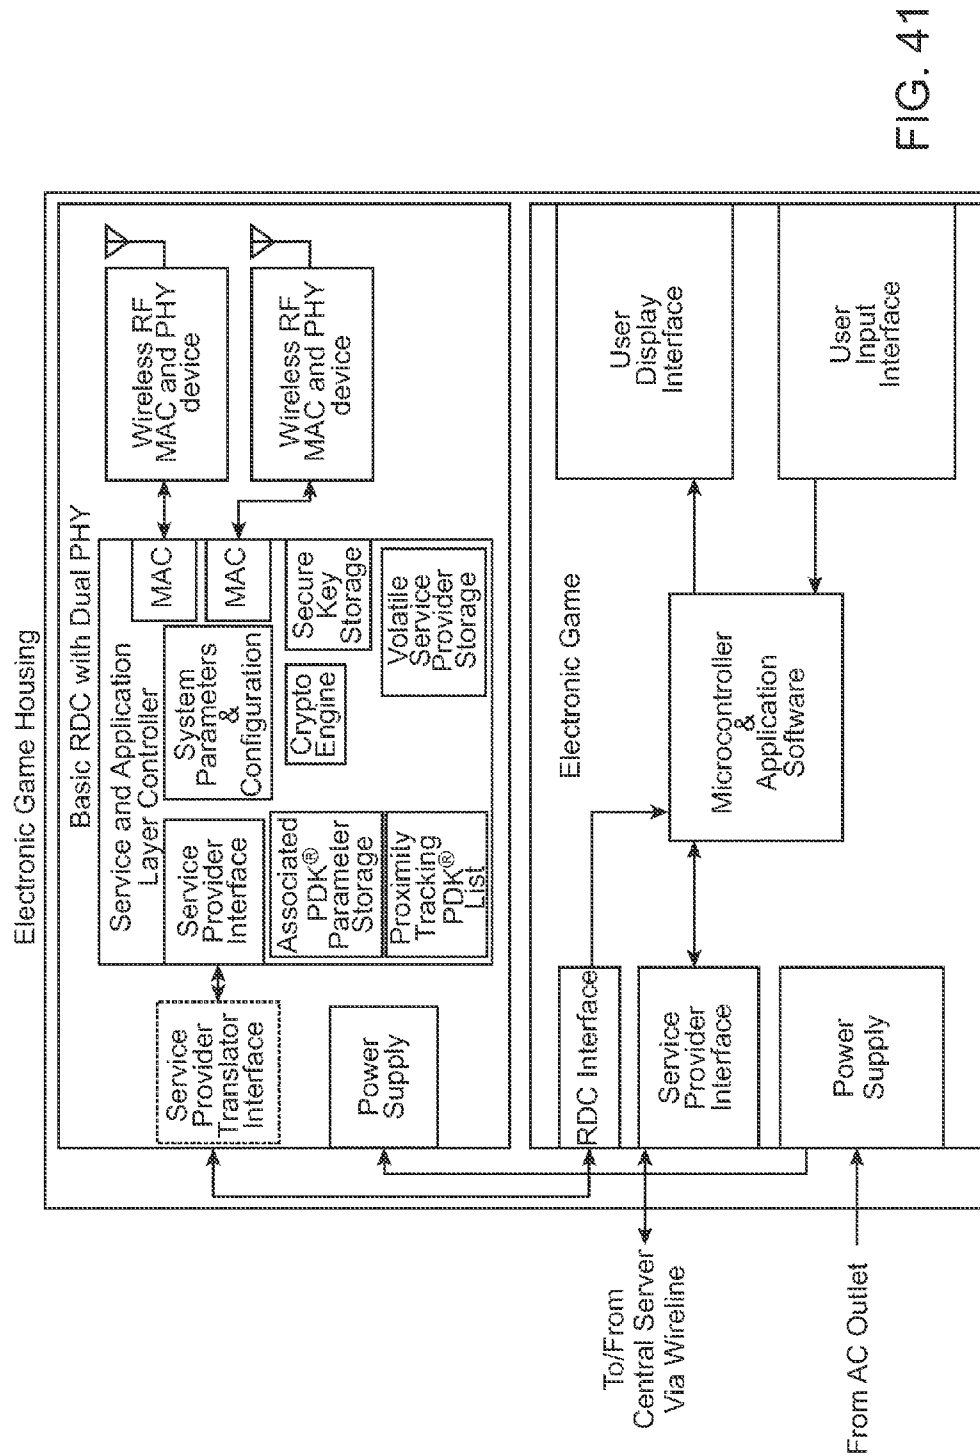 Electronic Game Housing
Basic RDC with Dual PHY
Service and Application
Layer Controller
Service
Provider
Translator
Interface
Power
Supply
Service
Provider
Interface
System
Parameters
&
Configuration
MAC
MAC
Associated
PDK®
Parameter
Storage
Proximity
Tracking
PDK®
List
Crypto
Engine
Secure
Key
Storage
Volatile
Service
Provider
Storage
Wireless RF
MAC and PHY
device
Wireless RF
MAC and PHY
device
Electronic Game
RDC Interface
Service
Provider
Interface
Power
Supply
Microcontroller
&
Application
Software
User
Display
Interface
User
Input
Interface
To/From
Central Server
Via Wireline
From AC Outlet
FIG. 41